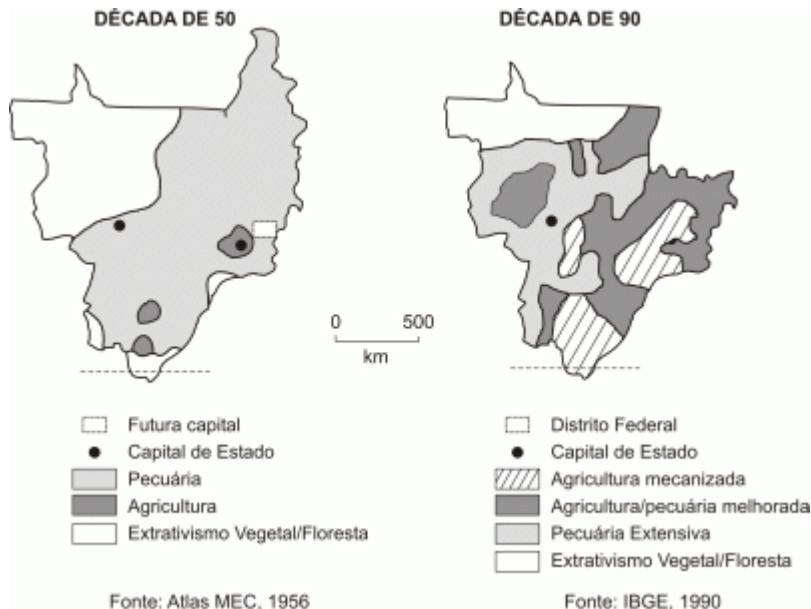 DÉCADA DE 50
DÉCADA DE 90
0 500
km
Futura capital
Capital de Estado
Pecuária
Agricultura
Extrativismo Vegetal/Floresta
Fonte: Atlas MEC, 1956
Distrito Federal
Capital de Estado
Agricultura mecanizada
Agricultura/pecuária melhorada
Pecuária Extensiva
Extrativismo Vegetal/Floresta
Fonte: IBGE, 1990